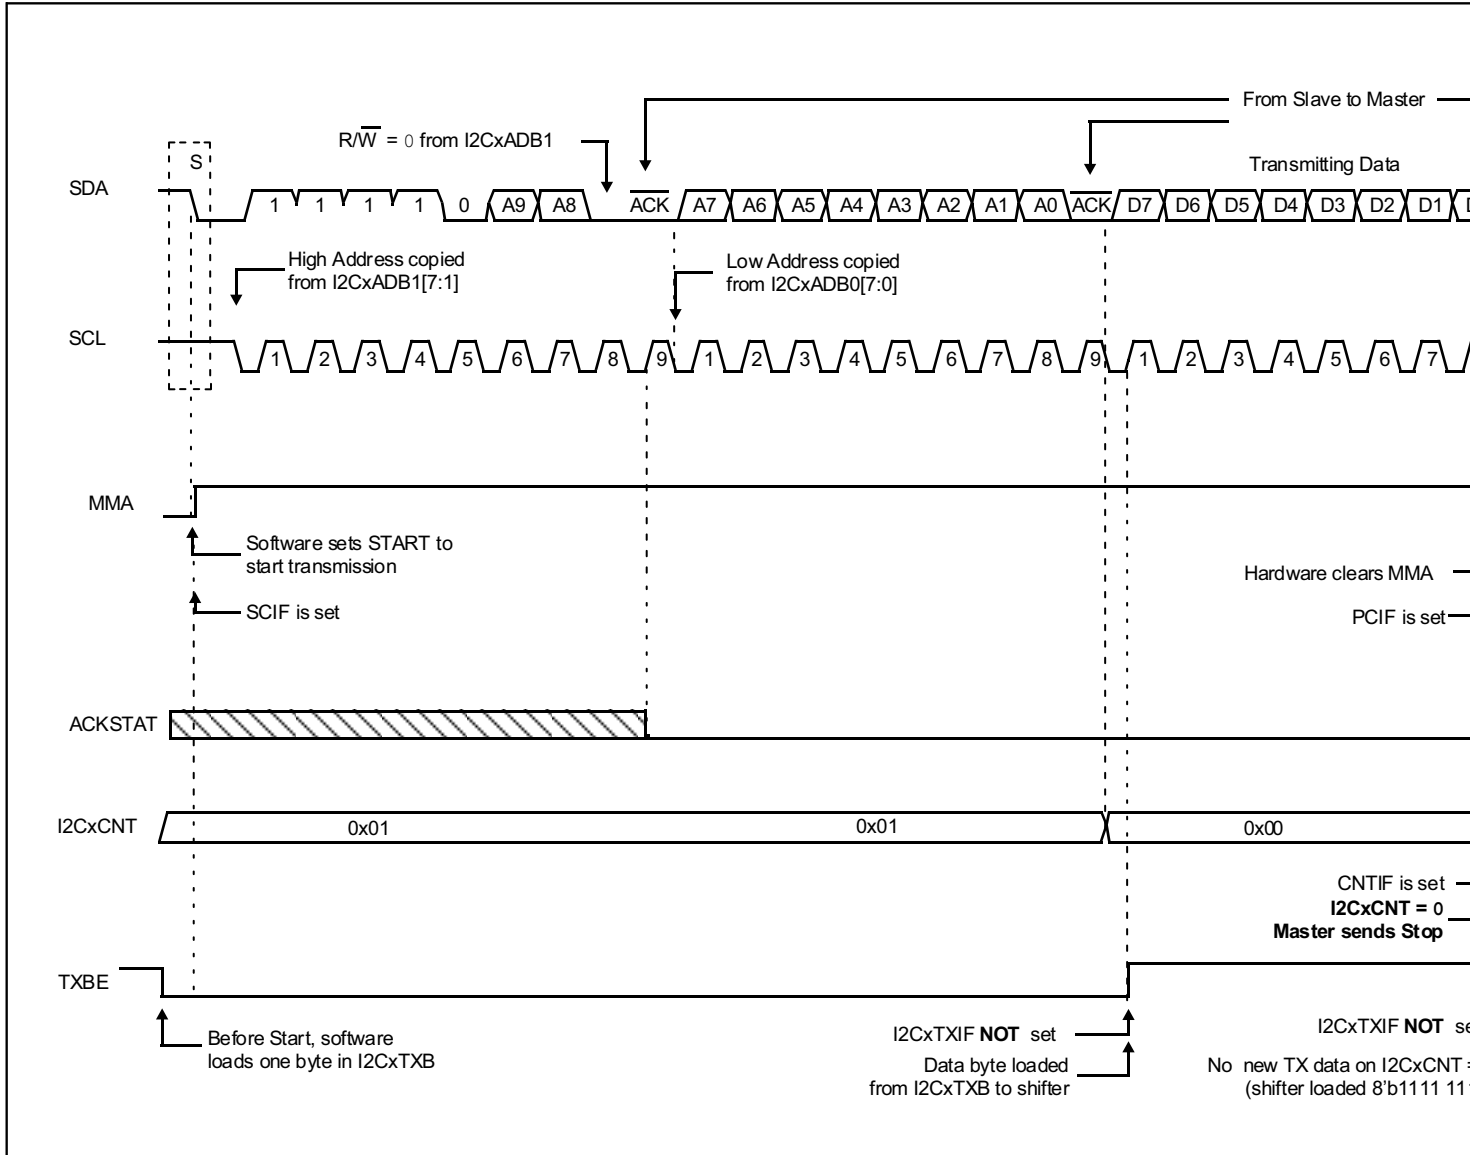 From Slave to Master
R/W = 0 from I2CxADB1
S
Transmitting Data
SDA
1 1 1 1 0 A9 A8 ACK A7 A6 A5 A4 A3 A2 A1 A0 ACK D7 D6 D5 D4 D3 D2 D1
High Address copied
from I2CxADB1[7:1]
Low Address copied
from I2CxADB0[7:0]
SCL
1 2 3 4 5 6 7 8 9 1 2 3 4 5 6 7 8 9 1 2 3 4 5 6 7
MMA
Software sets START to
start transmission
Hardware clears MMA
SCIF is set
PCIF is set
ACKSTAT
I2CxCNT
0x01
0x01
0x00
CNTIF is set
I2CxCNT = 0
Master sends Stop
TXBE
Before Start, software
loads one byte in I2CxTXB
I2CxTXIF NOT set
Data byte loaded
from I2CxTXB to shifter
I2CxTXIF NOT
No new TX data on I2CxCNT =
(shifter loaded 8'b1111 11